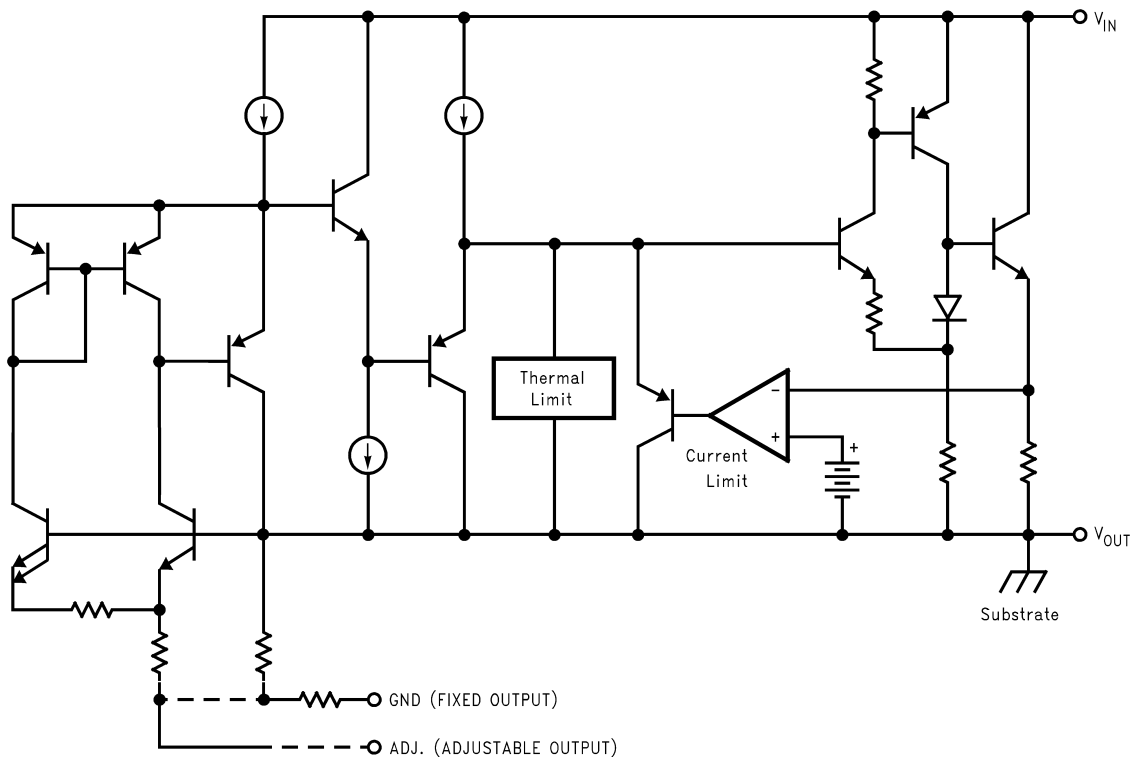 V_IN
Thermal
Limit
−
+
Current
Limit
+
V_OUT
Substrate
GND (FIXED OUTPUT)
ADJ. (ADJUSTABLE OUTPUT)